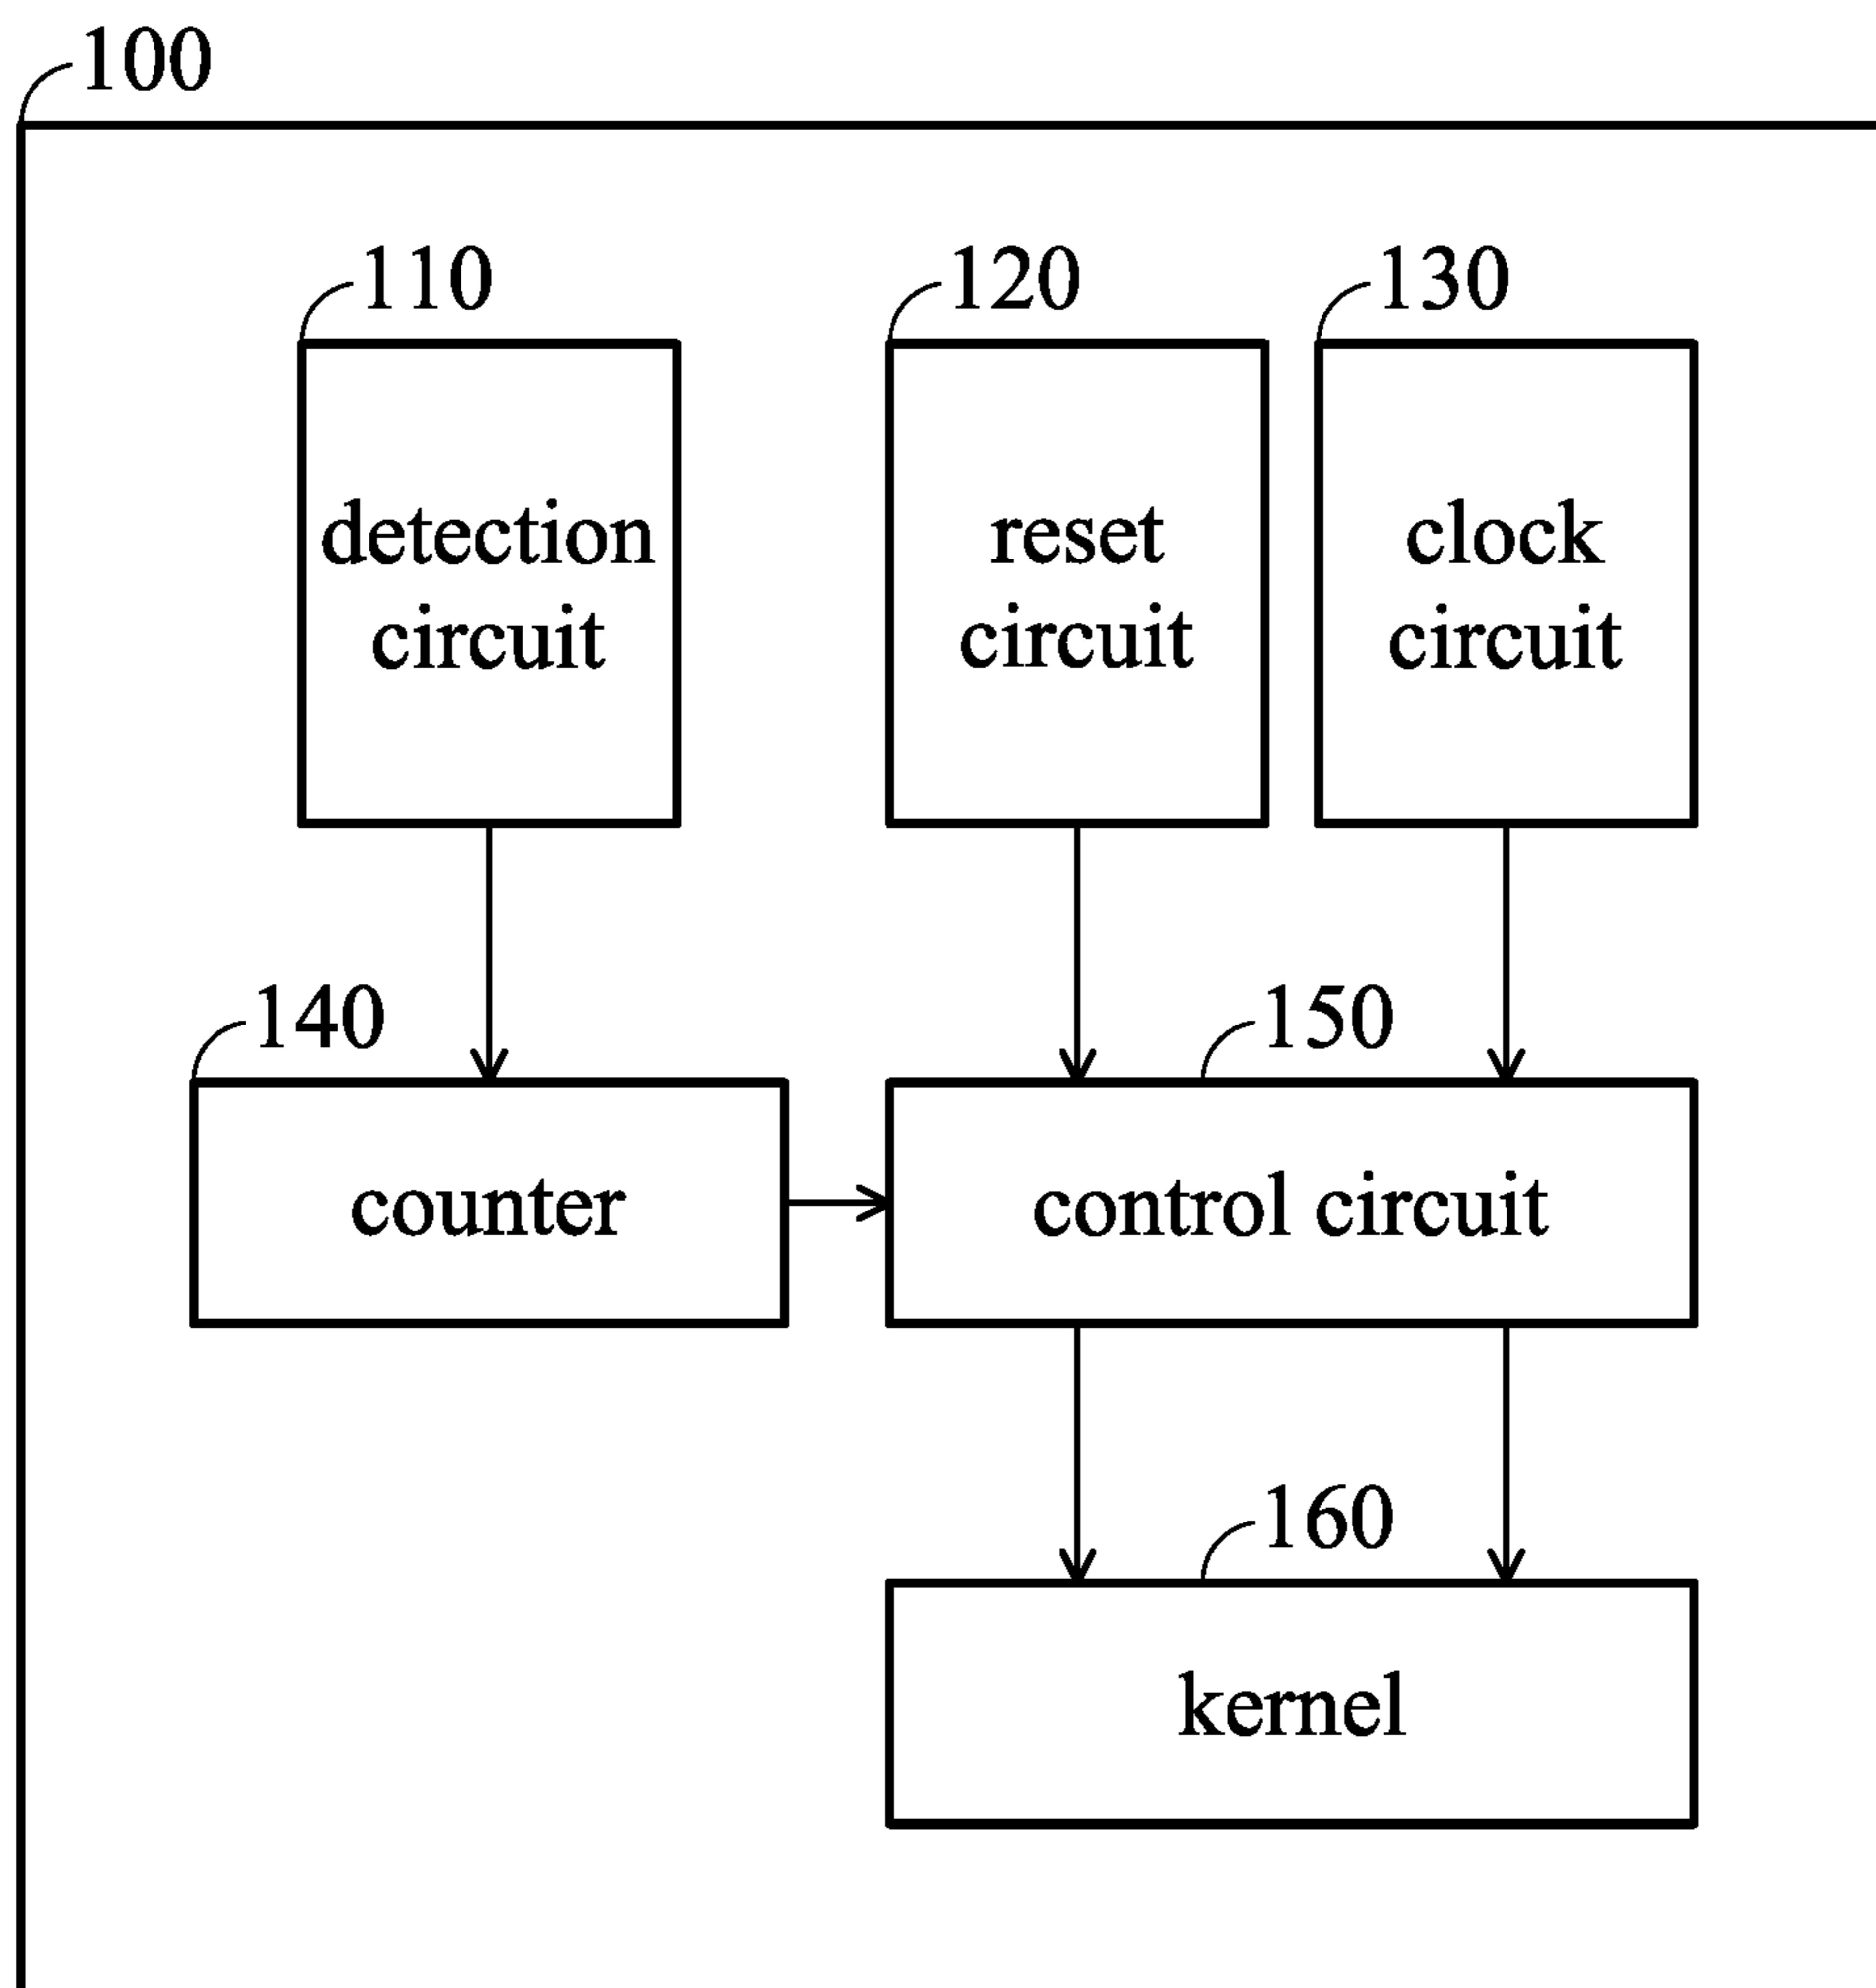 100
110
120
130
detection
circuit
reset
circuit
clock
circuit
140
150
counter
control circuit
160
kernel